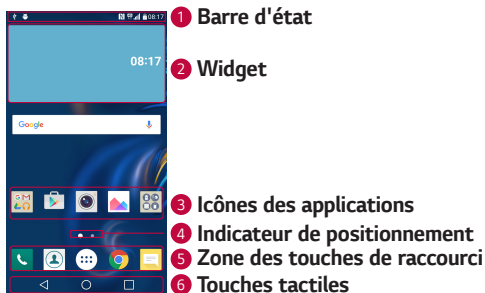 08:17
1 Barre d'état
08:17
2 Widget
Google
3 Icônes des applications
4 Indicateur de positionnement
5 Zone des touches de raccourci
6 Touches tactiles